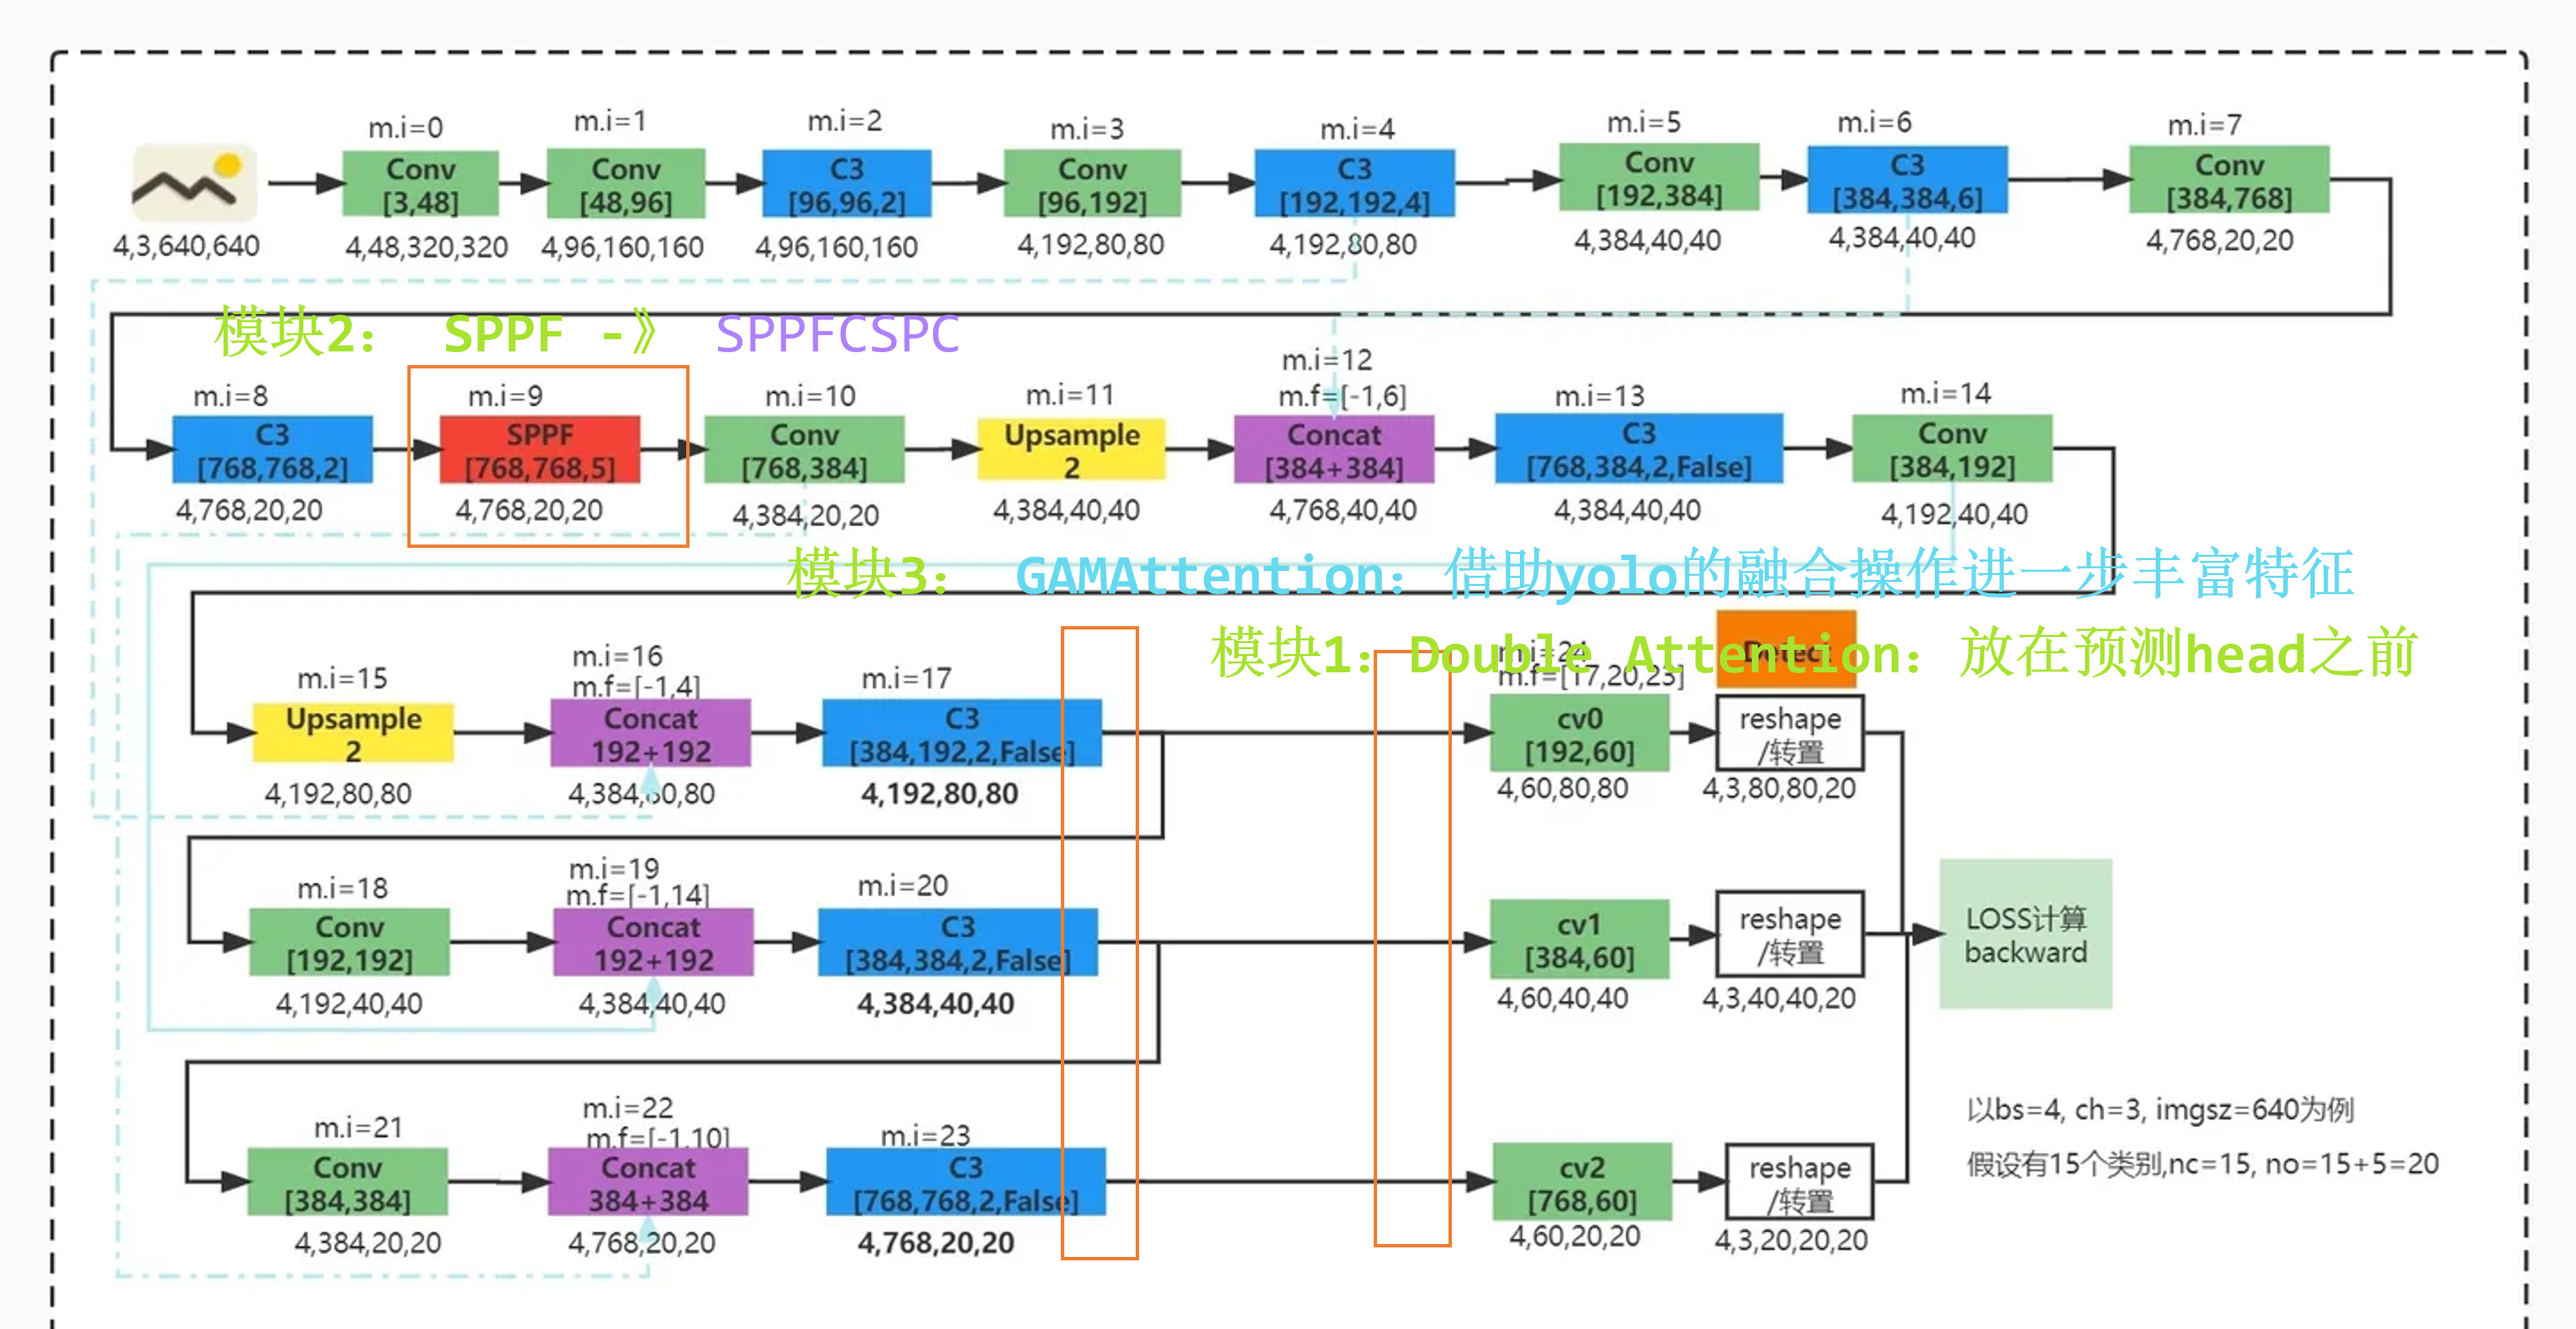 m.i=0
m.i=1
m.i=2
m.i=3
m.i=4
m.i=5
m.i=6
m.i=7
Conv
[3,48]
Conv
[48,96]
C3
[96,96,2]
Conv
[96,192]
C3
[192,192,4]
Conv
[192,384]
C3
[384,384,6]
Conv
[384,768]
4,3,640,640
4,48,320,320
4,96,160,160
4,96,160,160
4,192,80,80
4,192,80,80
4,384,40,40
4,384,40,40
4,768,20,20
模块2： SPPF -》 SPPFCSPC
m.i=8
m.i=9
m.i=10
m.i=11
m.i=12
m.f=[-1,6]
m.i=13
m.i=14
C3
[768,768,2]
SPPF
[768,768,5]
Conv
[768,384]
Upsample
2
Concat
[384+384]
C3
[768,384,2,False]
Conv
[384,192]
4,768,20,20
4,768,20,20
4,384,20,20
4,384,40,40
4,768,40,40
4,384,40,40
4,192,40,40
模块3： GAMAttention：借助yolo的融合操作进一步丰富特征
模块1：Double Attention：放在预测head之前
m.i=15
m.i=16
m.f=[-1,4]
m.i=17
m.i=24
m.f=[17,20,23]
Upsample
2
Concat
192+192
C3
[384,192,2,False]
cv0
[192,60]
reshape
/转置
4,192,80,80
4,384,80,80
4,192,80,80
4,60,80,80
4,3,80,80,20
m.i=18
m.i=19
m.f=[-1,14]
m.i=20
Conv
[192,192]
Concat
192+192
C3
[384,384,2,False]
cv1
[384,60]
reshape
/转置
LOSS计算
backward
4,192,40,40
4,384,40,40
4,384,40,40
4,60,40,40
4,3,40,40,20
m.i=21
m.i=22
m.f=[-1,10]
m.i=23
Conv
[384,384]
Concat
384+384
C3
[768,768,2,False]
cv2
[768,60]
reshape
/转置
4,384,20,20
4,768,20,20
4,768,20,20
4,60,20,20
4,3,20,20,20
以bs=4, ch=3, imgsz=640为例
假设有15个类别,nc=15, no=15+5=20